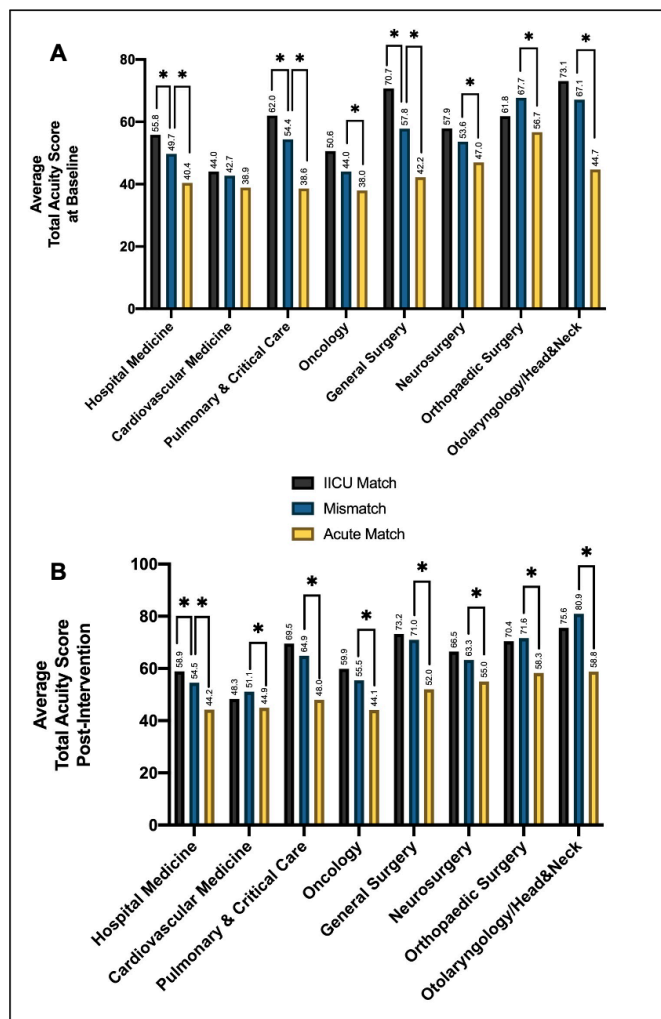 A
Average
Total Acuity Score
at Baseline
80
60
40
20
0
* * * * * * * * * *
55.8 49.7 40.4 44.0 42.7 38.9 62.0 54.4 38.6 50.6 44.0 38.0 70.7 57.8 42.2 57.9 53.6 47.0 61.8 67.7 56.7 73.1 67.1 44.7
Hospital Medicine
Cardiovascular Medicine
Pulmonary & Critical Care
Oncology
General Surgery
Neurosurgery
Orthopaedic Surgery
Otolaryngology/Head&Neck
IICU Match
Mismatch
Acute Match
B
Average
Total Acuity Score
Post-Intervention
100
80
60
40
20
0
* * * * * * * * *
58.9 54.5 44.2 48.3 51.1 44.9 69.5 64.9 48.0 59.9 55.5 44.1 73.2 71.0 52.0 66.5 63.3 55.0 70.4 71.6 58.3 75.6 80.9 58.8
Hospital Medicine
Cardiovascular Medicine
Pulmonary & Critical Care
Oncology
General Surgery
Neurosurgery
Orthopaedic Surgery
Otolaryngology/Head&Neck